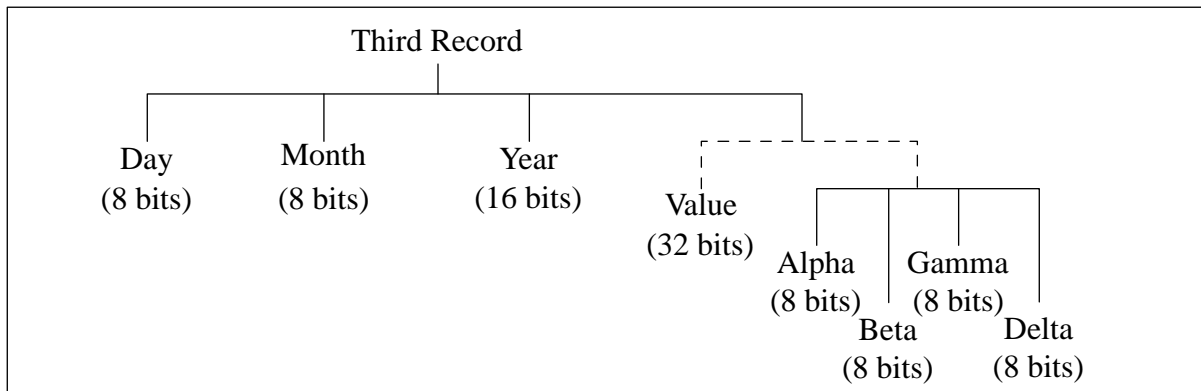 Third Record
Day
(8 bits)
Month
(8 bits)
Year
(16 bits)
Value
(32 bits)
Alpha
(8 bits)
Beta
(8 bits)
Gamma
(8 bits)
Delta
(8 bits)